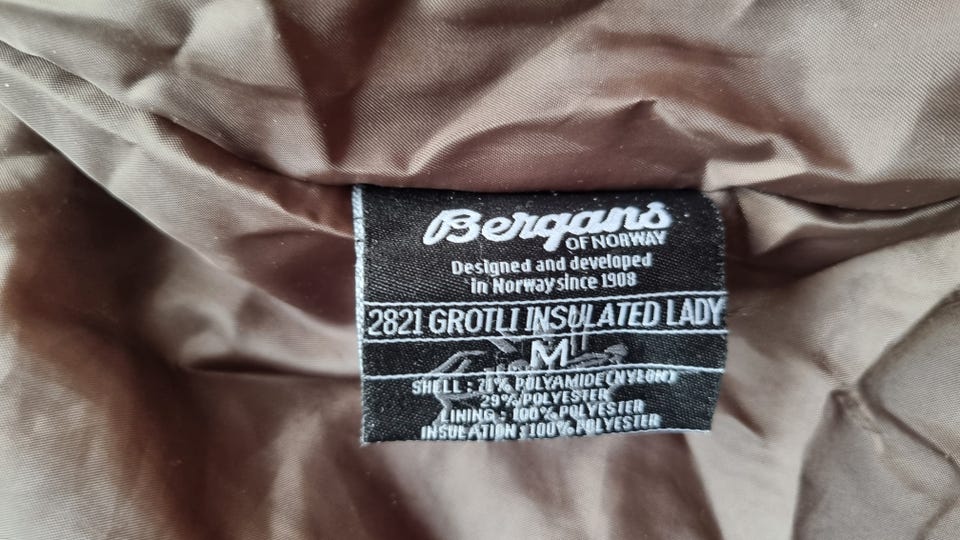 Bergans
OF NORWAY
Designed and developed
in Norway since 1908
2821 GROTLI INSULATED LADY
M
SHELL : 71% POLYAMIDE(NYLON)
29% POLYESTER
LINING : 100% POLYESTER
INSULATION : 100% POLYESTER